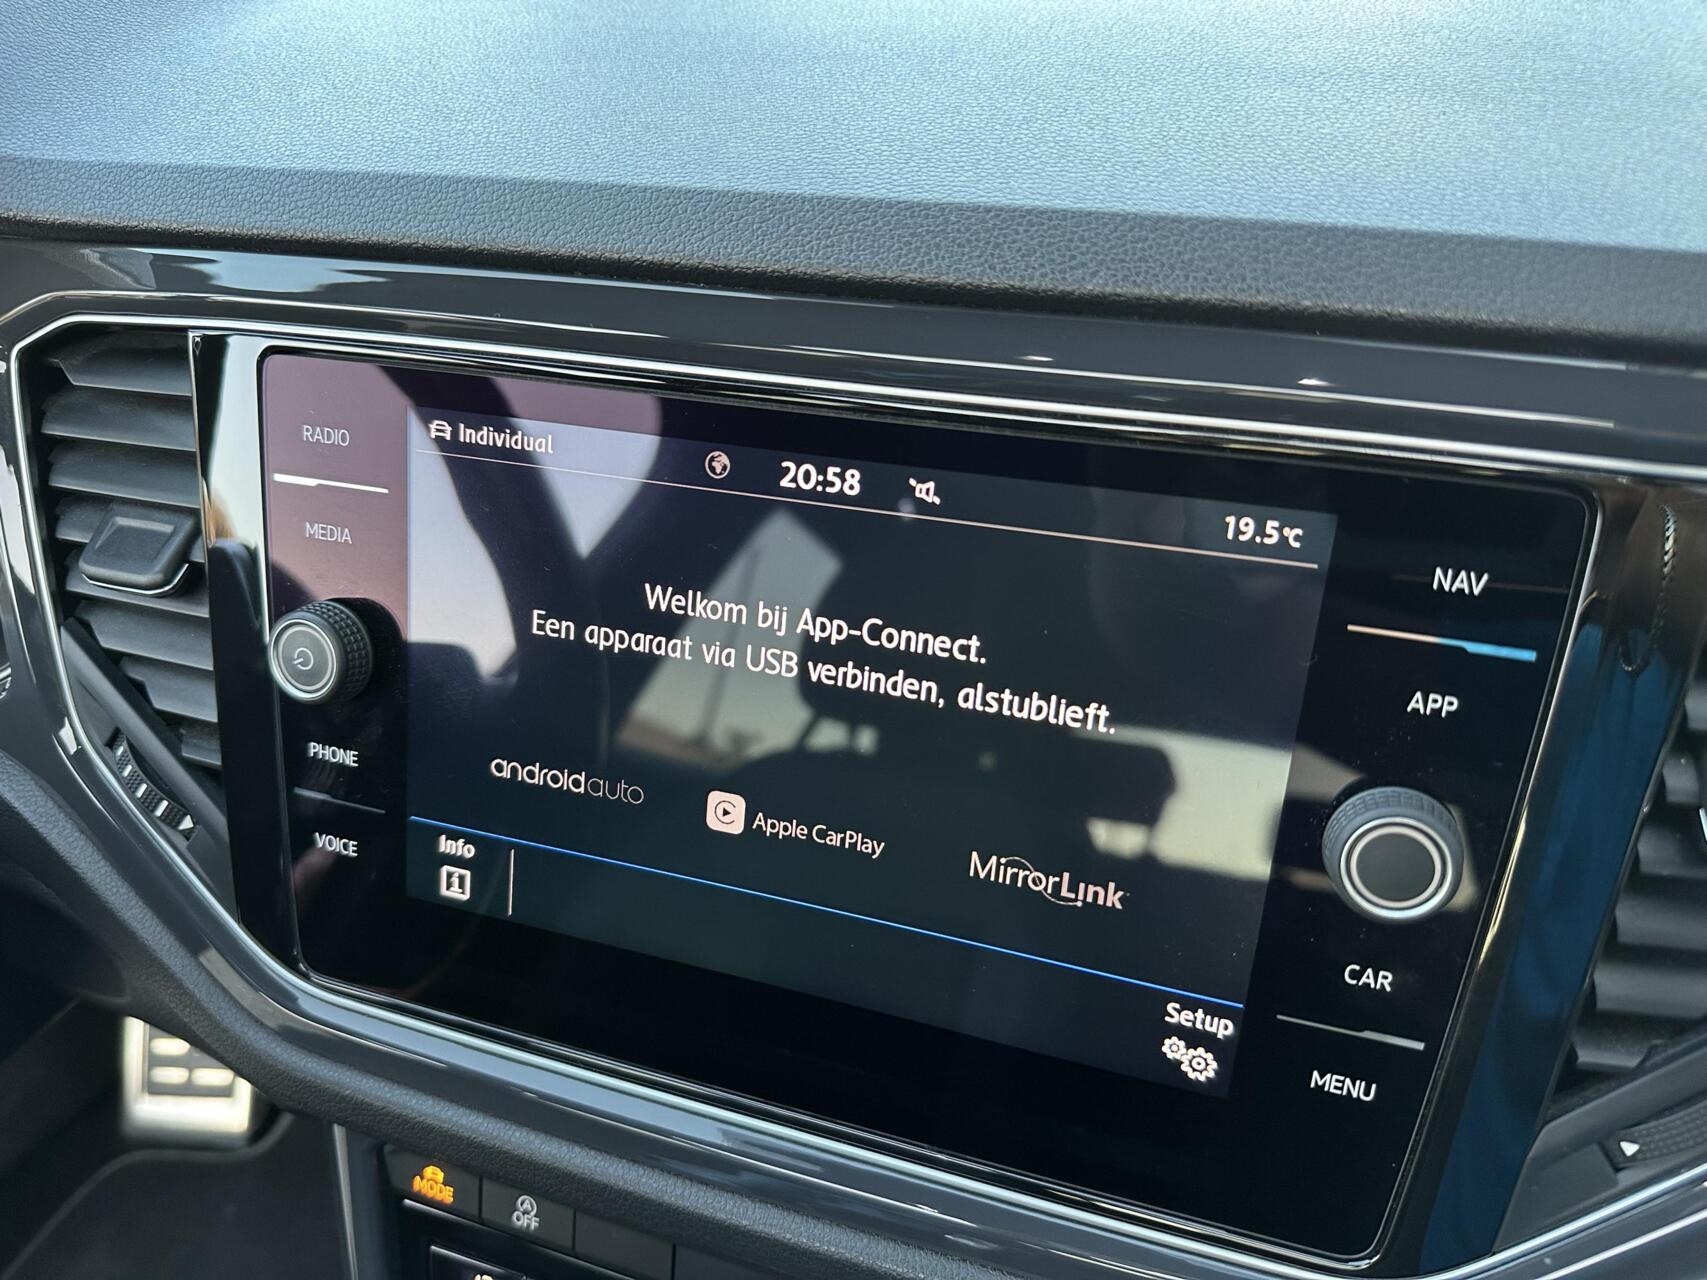 RADIO
MEDIA
PHONE
VOICE
Individual
20:58
19.5°C
Welkom bij App-Connect.
Een apparaat via USB verbinden, alstublieft.
androidauto
Apple CarPlay
MirrorLink
Info
Setup
NAV
APP
CAR
MENU
MODE
A
OFF